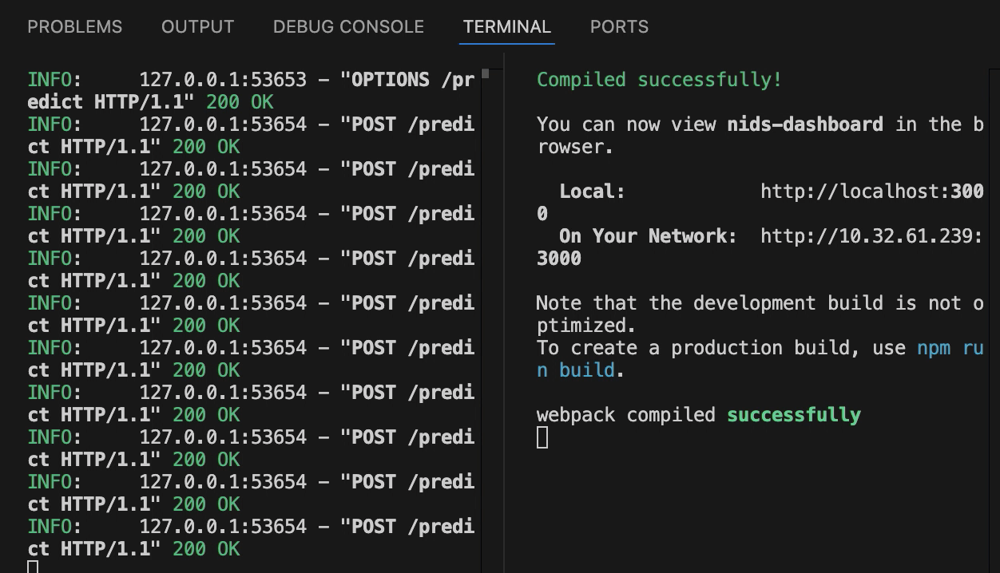 PROBLEMS OUTPUT DEBUG CONSOLE TERMINAL PORTS
INFO:     127.0.0.1:53653 - "OPTIONS /pr
edict HTTP/1.1" 200 OK
INFO:     127.0.0.1:53654 - "POST /predi
ct HTTP/1.1" 200 OK
INFO:     127.0.0.1:53654 - "POST /predi
ct HTTP/1.1" 200 OK
INFO:     127.0.0.1:53654 - "POST /predi
ct HTTP/1.1" 200 OK
INFO:     127.0.0.1:53654 - "POST /predi
ct HTTP/1.1" 200 OK
INFO:     127.0.0.1:53654 - "POST /predi
ct HTTP/1.1" 200 OK
INFO:     127.0.0.1:53654 - "POST /predi
ct HTTP/1.1" 200 OK
INFO:     127.0.0.1:53654 - "POST /predi
ct HTTP/1.1" 200 OK
INFO:     127.0.0.1:53654 - "POST /predi
ct HTTP/1.1" 200 OK
INFO:     127.0.0.1:53654 - "POST /predi
ct HTTP/1.1" 200 OK
INFO:     127.0.0.1:53654 - "POST /predi
ct HTTP/1.1" 200 OK
Compiled successfully!
You can now view nids-dashboard in the b
rowser.
Local:            http://localhost:300
0
On Your Network:  http://10.32.61.239:
3000
Note that the development build is not o
ptimized.
To create a production build, use npm ru
n build.
webpack compiled successfully